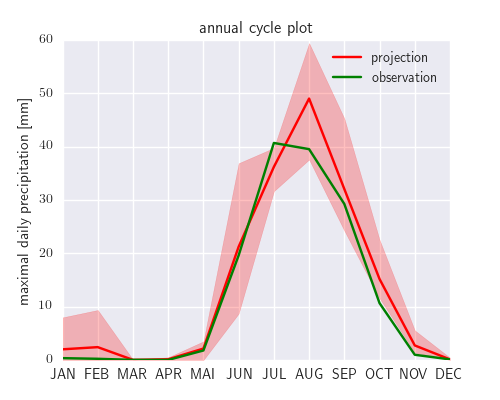 annual cycle plot
maximal daily precipitation [mm]
60
50
40
30
20
10
0
projection
observation
JAN FEB MAR APR MAI JUN JUL AUG SEP OCT NOV DEC